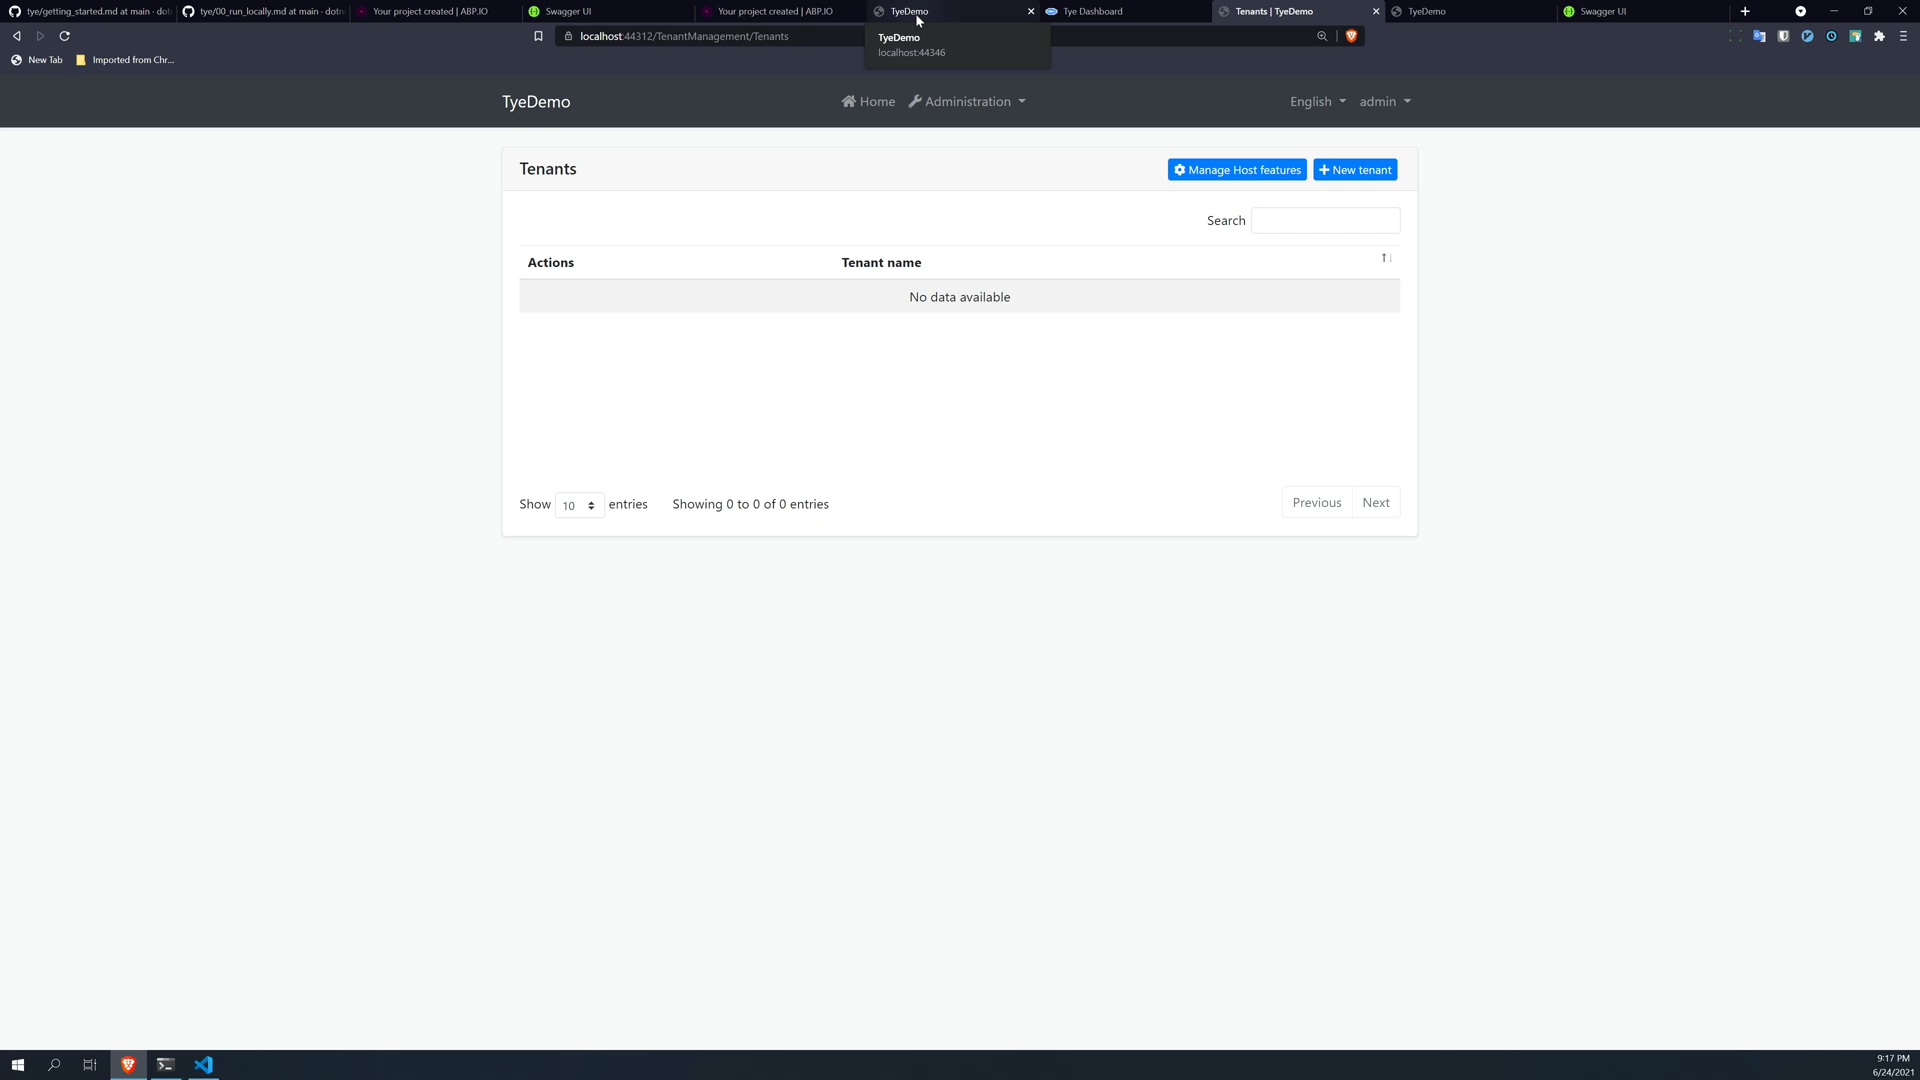 tye/getting_started.md at main · dot
tye/00_run_locally.md at main · dotn
Your project created | ABP.IO
Swagger UI
Your project created | ABP.IO
TyeDemo
Tye Dashboard
Tenants | TyeDemo
TyeDemo
Swagger UI
localhost:44312/TenantManagement/Tenants
TyeDemo
localhost:44346
New Tab
Imported from Chr...
TyeDemo
Home
Administration
English
admin
Tenants
Manage Host features
New tenant
Search
Actions
Tenant name
No data available
Show 10 entries
Showing 0 to 0 of 0 entries
Previous
Next
9:17 PM
6/24/2021